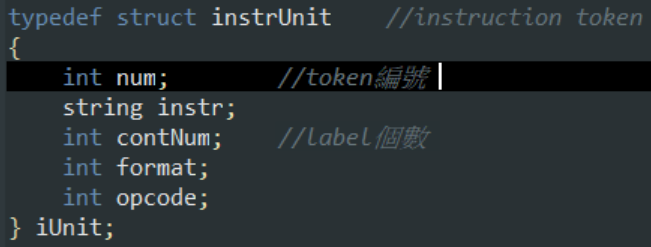 typedef struct instrUnit    //instruction token
{
    int num;        //token編號
    string instr;
    int contNum;    //label個數
    int format;
    int opcode;
} iUnit;